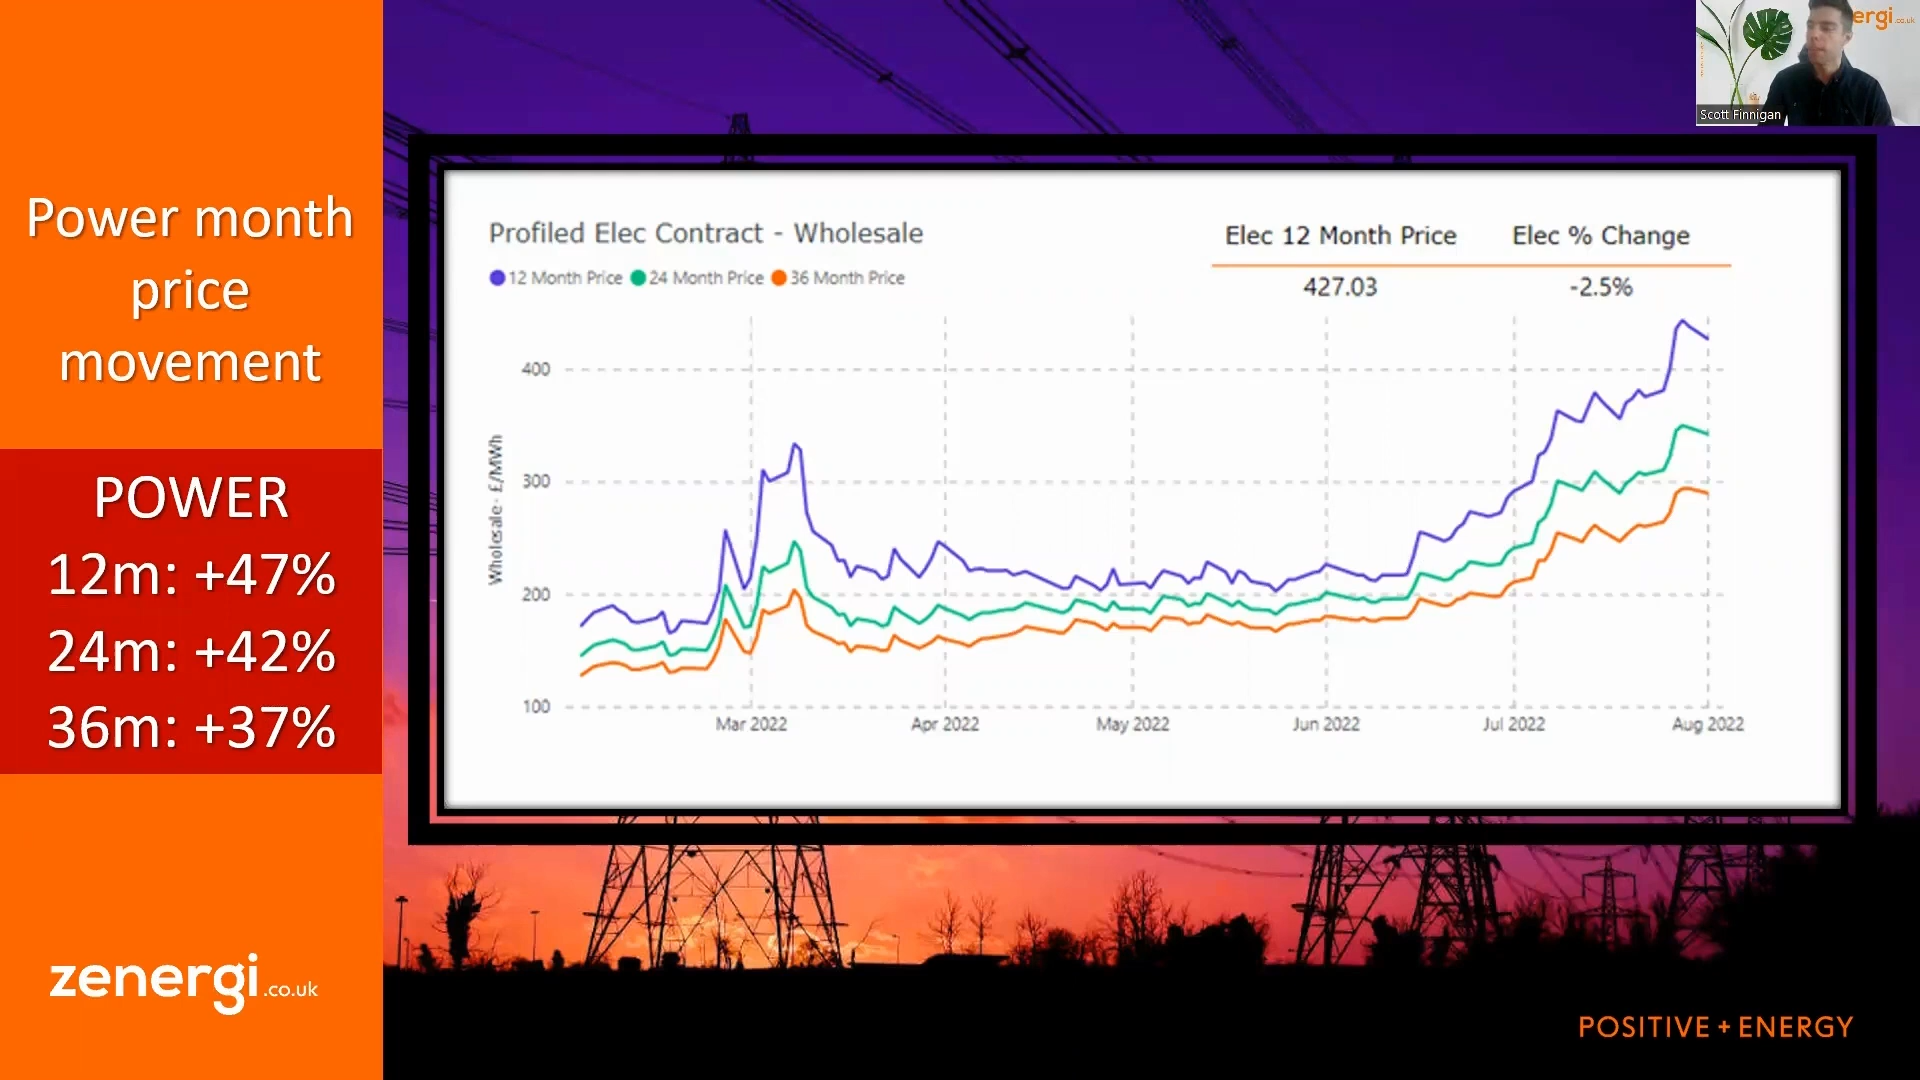 Power month
price
movement
POWER
12m: +47%
24m: +42%
36m: +37%
zenergi.co.uk
ergi.co.uk
Scott Finnigan
Profiled Elec Contract - Wholesale
12 Month Price 24 Month Price 36 Month Price
Elec 12 Month Price Elec % Change
427.03 -2.5%
Wholesale - £/MWh
400
300
200
100
Mar 2022 Apr 2022 May 2022 Jun 2022 Jul 2022 Aug 2022
POSITIVE + ENERGY